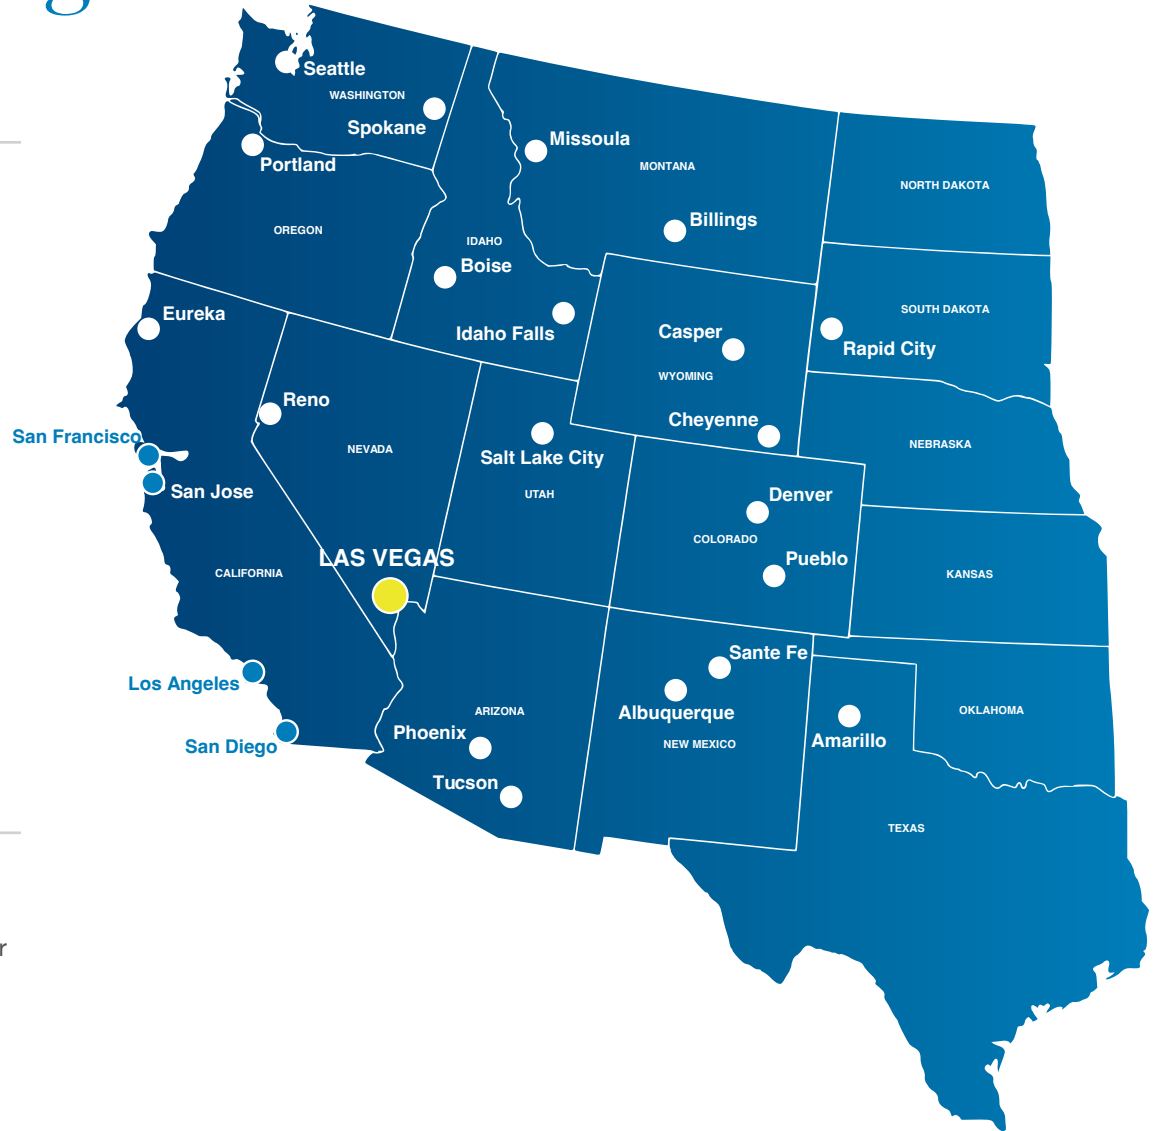 g
Seattle
WASHINGTON
Spokane
Missoula
Portland
MONTANA
NORTH DAKOTA
Billings
OREGON
IDAHO
Boise
SOUTH DAKOTA
Eureka
Idaho Falls
Casper
Rapid City
WYOMING
Reno
Cheyenne
San Francisco
NEVADA
Salt Lake City
NEBRASKA
San Jose
UTAH
Denver
COLORADO
LAS VEGAS
Pueblo
CALIFORNIA
KANSAS
Sante Fe
Los Angeles
Albuquerque
ARIZONA
OKLAHOMA
Phoenix
NEW MEXICO
Amarillo
San Diego
Tucson
TEXAS
r